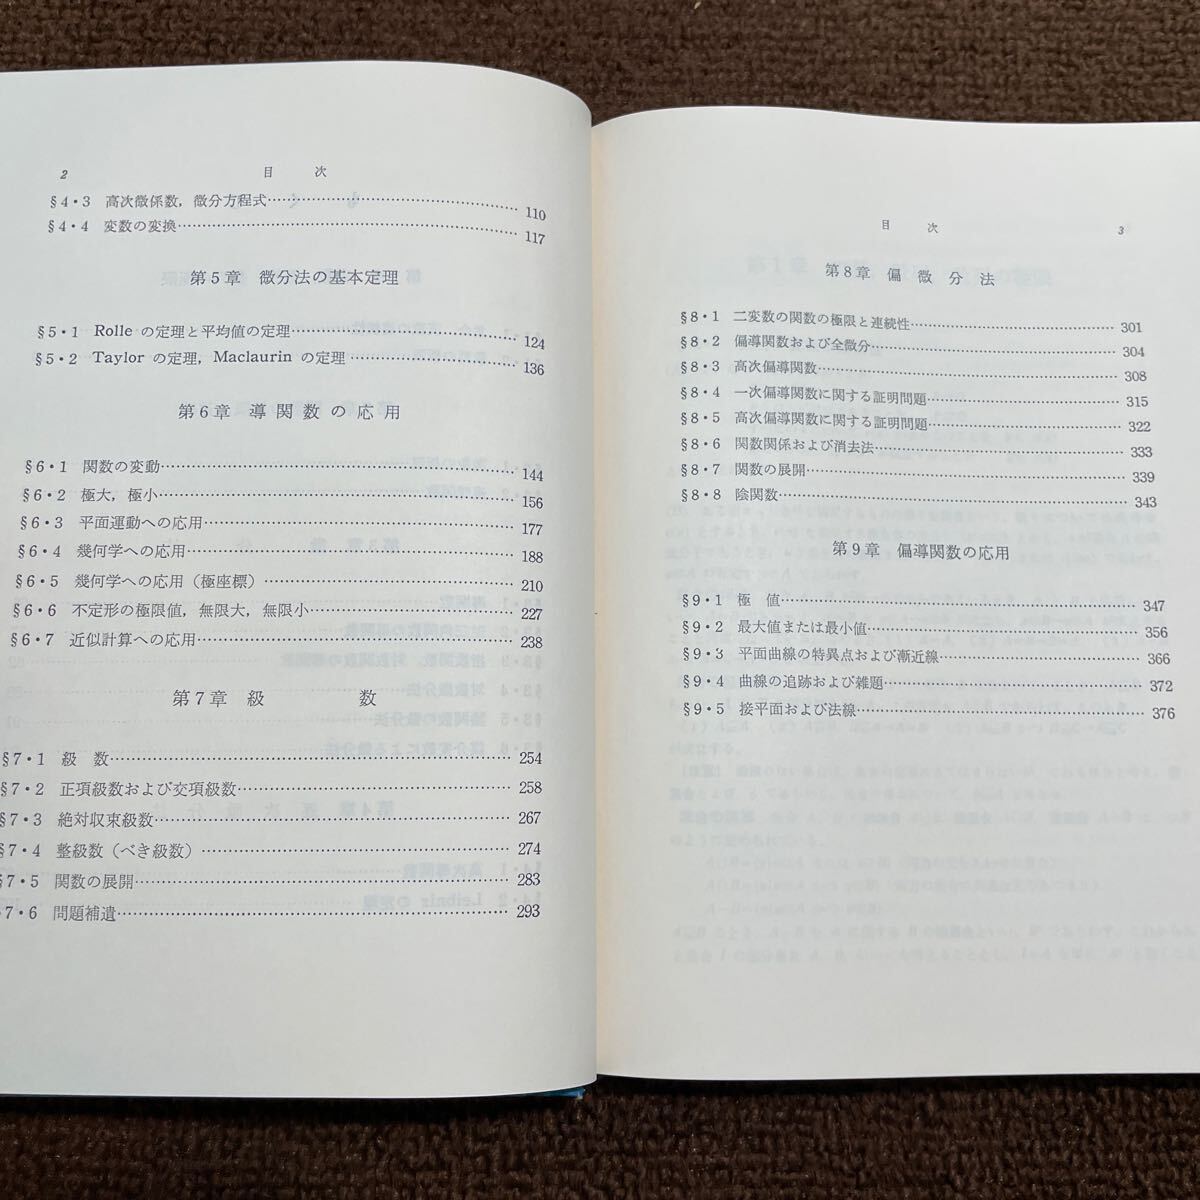 2 目 次
§4・3 高次微係数，微分方程式 110
§4・4 変数の変換 117
第5章 微分法の基本定理
§5・1 Rolle の定理と平均値の定理 124
§5・2 Taylor の定理，Maclaurin の定理 136
第6章 導関数の応用
§6・1 関数の変動 144
§6・2 極大，極小 156
§6・3 平面運動への応用 177
§6・4 幾何学への応用 188
§6・5 幾何学への応用（極座標） 210
§6・6 不定形の極限値，無限大，無限小 227
§6・7 近似計算への応用 238
第7章 級 数
§7・1 級 数 254
§7・2 正項級数および交項級数 258
§7・3 絶対収束級数 267
§7・4 整級数（べき級数） 274
§7・5 関数の展開 283
・7・6 問題補遺 293
目 次 3
第8章 偏微分法
§8・1 二変数の関数の極限と連続性 301
§8・2 偏導関数および全微分 304
§8・3 高次偏導関数 308
§8・4 一次偏導関数に関する証明問題 315
§8・5 高次偏導関数に関する証明問題 322
§8・6 関数関係および消去法 333
§8・7 関数の展開 339
§8・8 陰関数 343
第9章 偏導関数の応用
§9・1 極 値 347
§9・2 最大値または最小値 356
§9・3 平面曲線の特異点および漸近線 366
§9・4 曲線の追跡および雑題 372
§9・5 接平面および法線 376